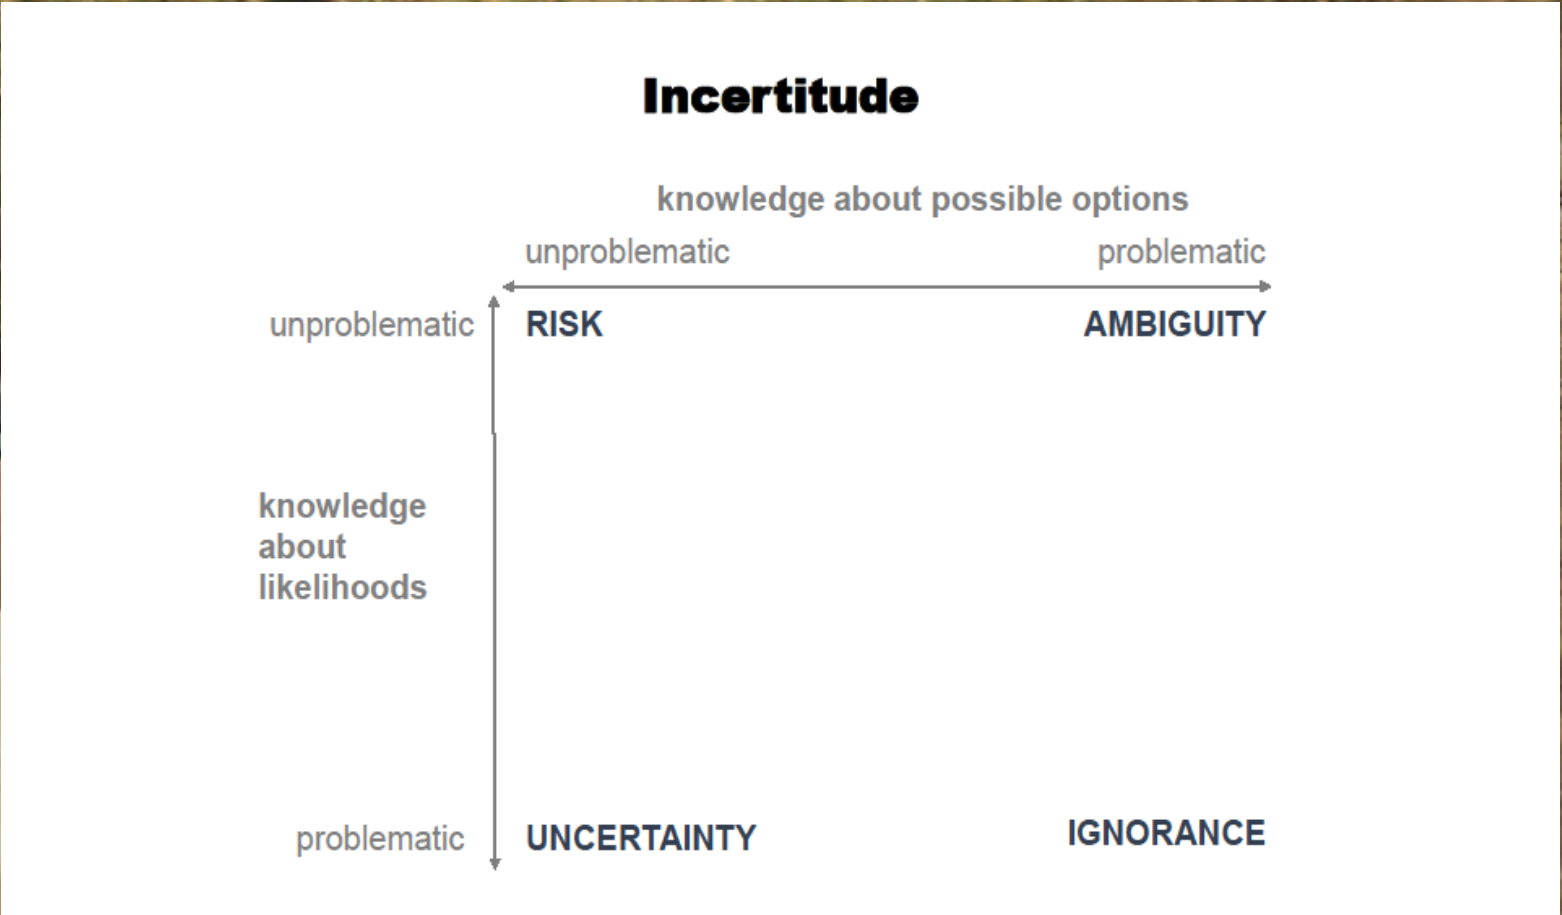 Incertitude
knowledge about possible options
unproblematic problematic
unproblematic RISK AMBIGUITY
knowledge
about
likelihoods
problematic UNCERTAINTY IGNORANCE